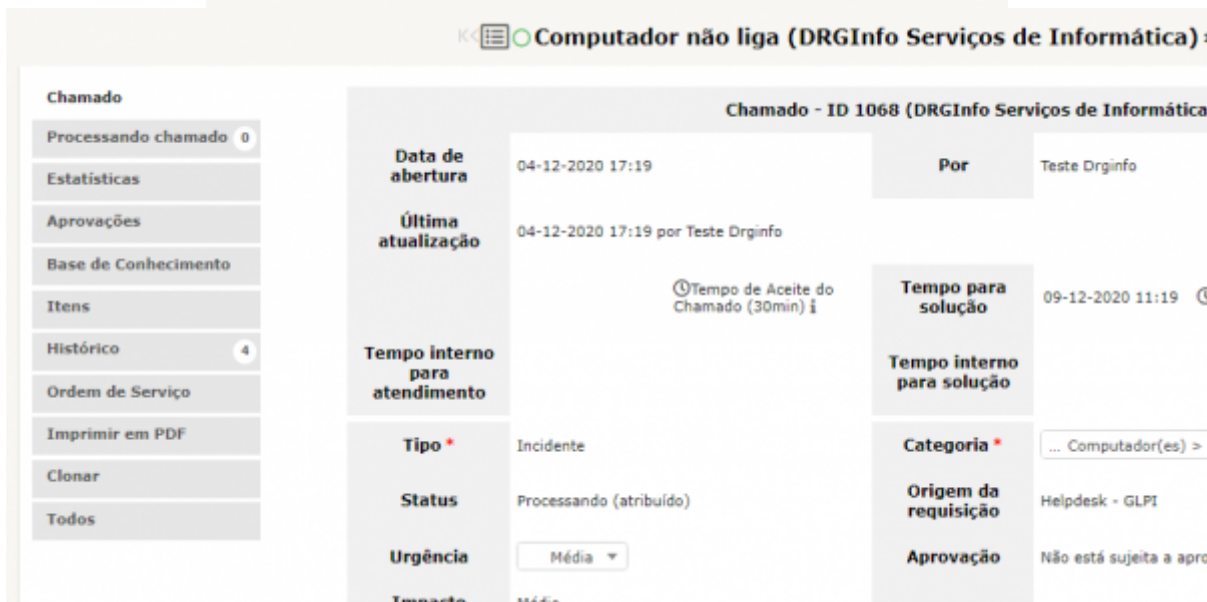 Computador não liga (DRGInfo Serviços de Informática)
Chamado
Processando chamado 0
Estatísticas
Aprovações
Base de Conhecimento
Itens
Histórico 4
Ordem de Serviço
Imprimir em PDF
Clonar
Todos
Chamado - ID 1068 (DRGInfo Serviços de Informática
Data de
abertura
04-12-2020 17:19
Por
Teste Drginfo
Última
atualização
04-12-2020 17:19 por Teste Drginfo
Tempo de Aceite do
Chamado (30min) i
Tempo para
solução
09-12-2020 11:19
Tempo interno
para
atendimento
Tempo interno
para solução
Tipo *
Incidente
Categoria *
... Computador(es) >
Status
Processando (atribuído)
Origem da
requisição
Helpdesk - GLPI
Urgência
Média
Aprovação
Não está sujeita a apro
Impacto
Média